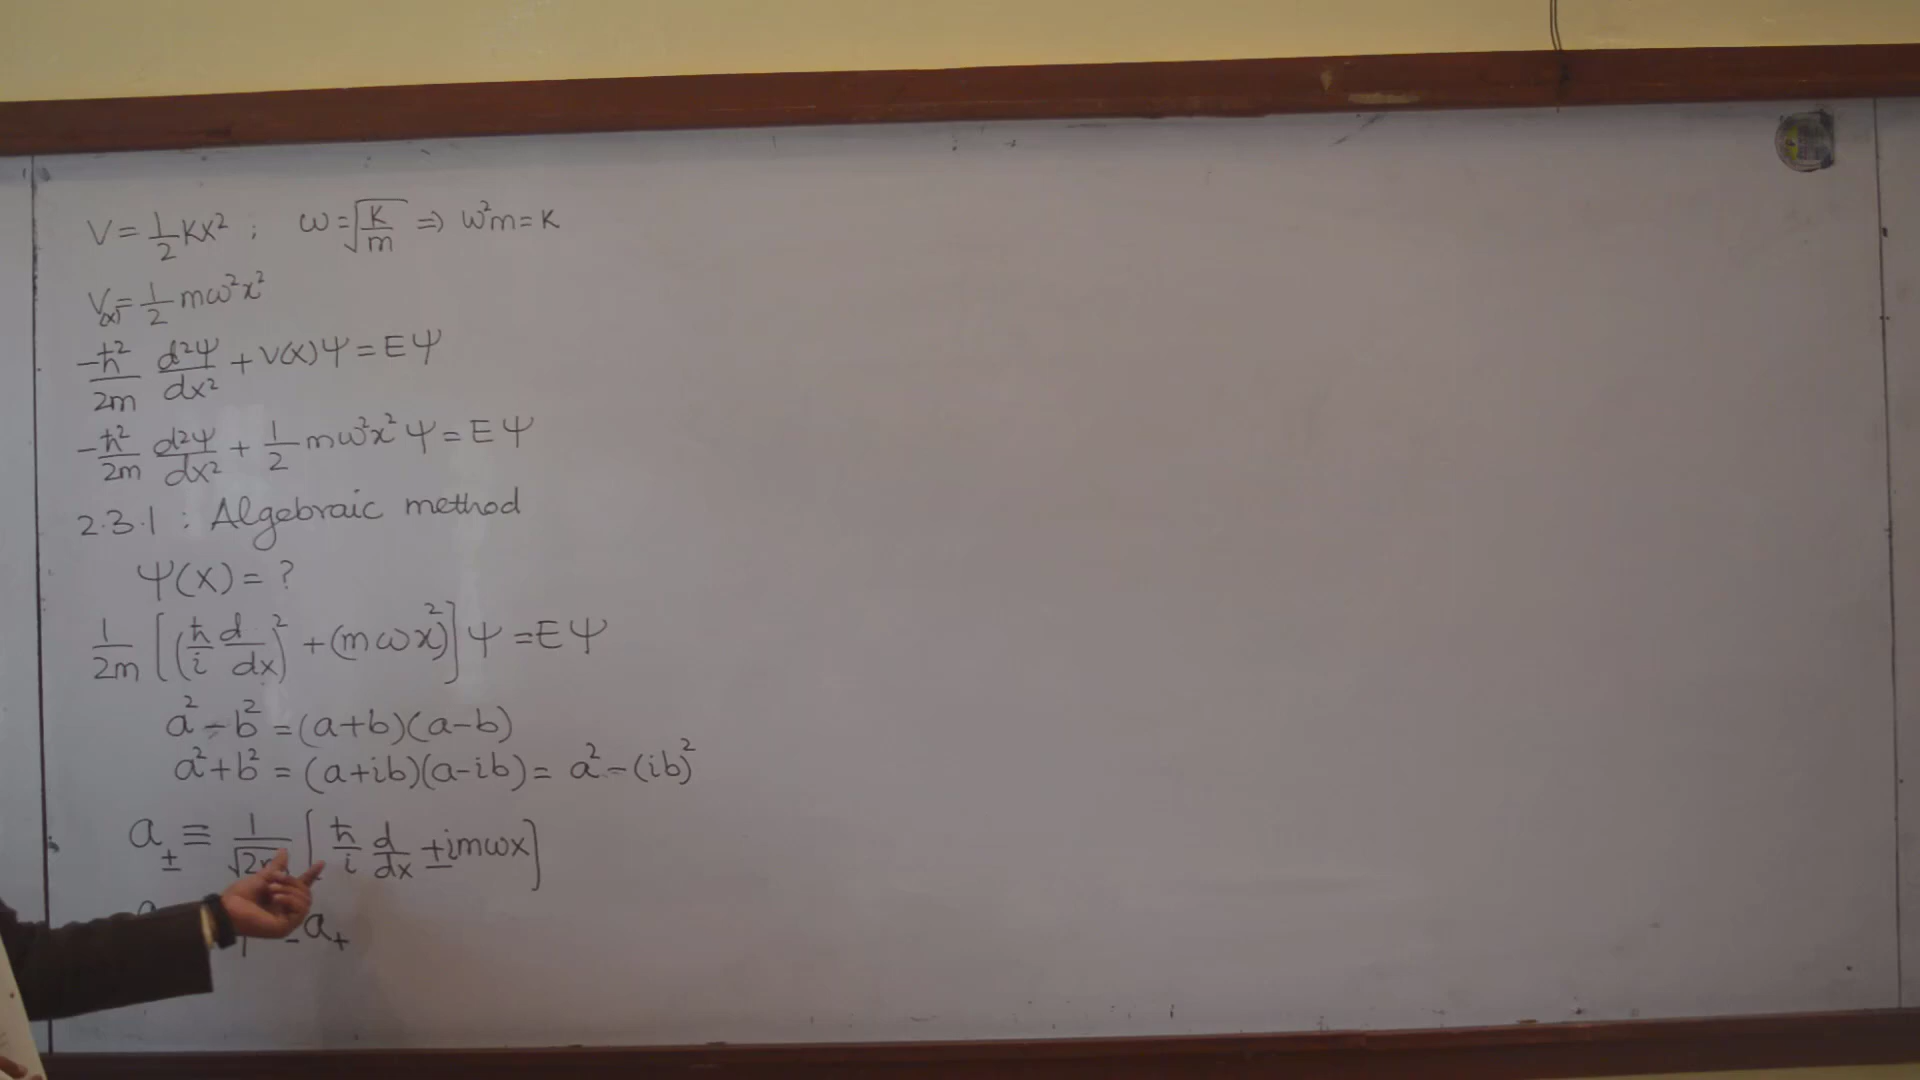 V = 1/2 Kx² ; ω = √(K/m) ⇒ ω²m = K
V(x) = 1/2 mω²x²
-ħ²/2m d²Ψ/dx² + V(x)Ψ = EΨ
-ħ²/2m d²Ψ/dx² + 1/2 mω²x²Ψ = EΨ
2.3.1 : Algebraic method
Ψ(x) = ?
1/2m [(ħ/i d/dx)² + (mωx)²]Ψ = EΨ
a² - b² = (a+b)(a-b)
a² + b² = (a+ib)(a-ib) = a² - (ib)²
a± ≡ 1/√2m [ħ/i d/dx ± imωx]
- a+